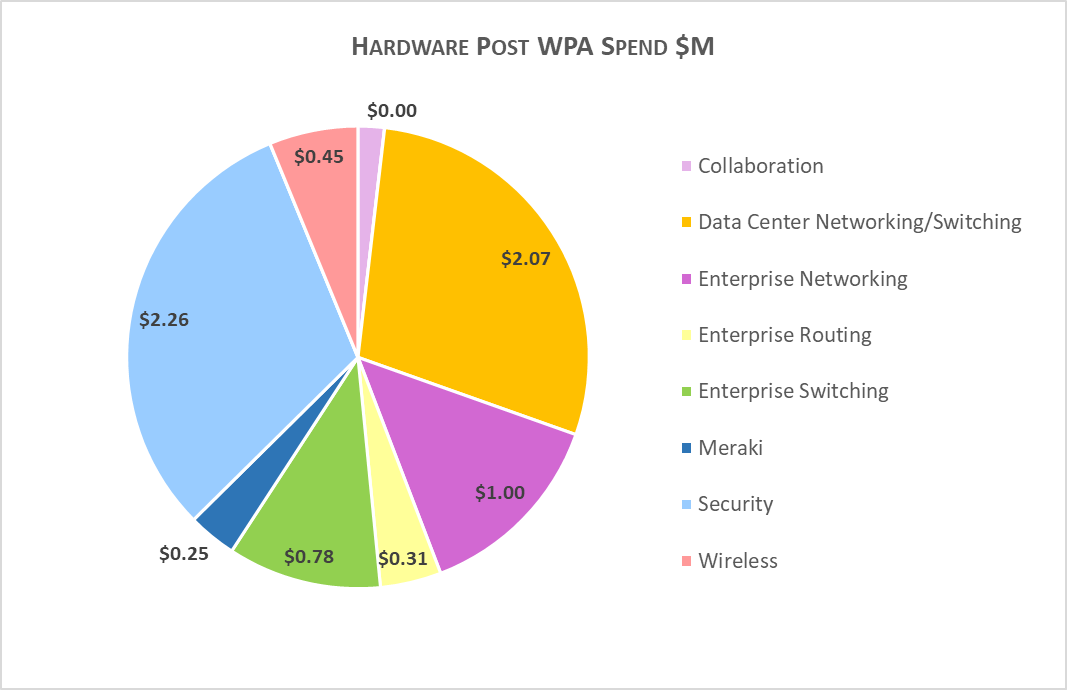 Hardware Post WPA Spend $M
$0.00
$0.45
$2.07
$2.26
$1.00
$0.31
$0.78
$0.25
Collaboration
Data Center Networking/Switching
Enterprise Networking
Enterprise Routing
Enterprise Switching
Meraki
Security
Wireless